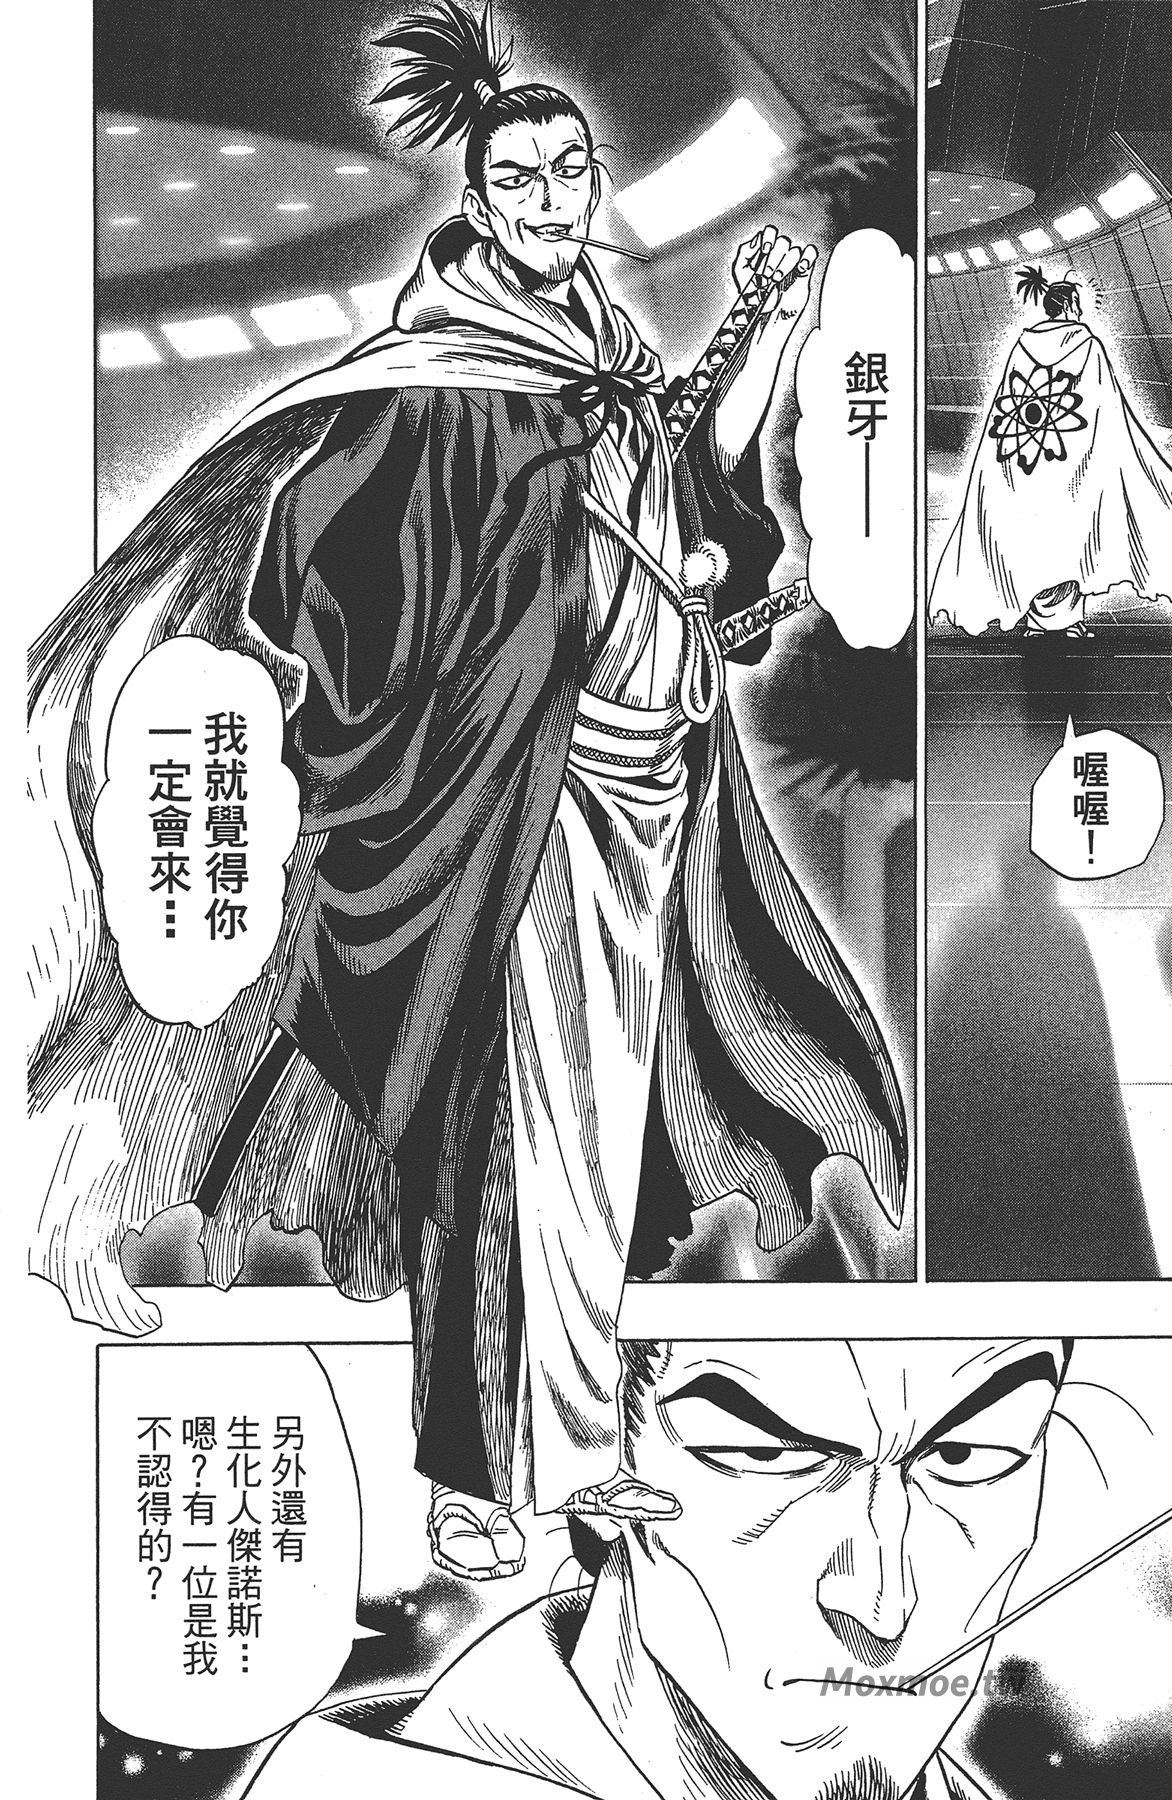 喔喔！
銀牙——
我就覺得你
一定會來…
另外還有
生化人傑諾斯…
嗯？有一位是我
不認得的？
Moxmoe.tw